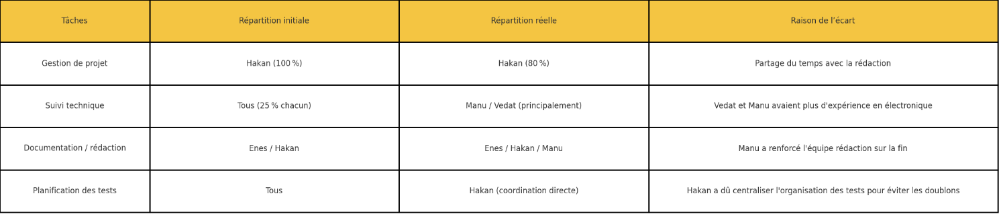 Tâches Répartition initiale Répartition réelle Raison de l’écart
Gestion de projet Hakan (100 %) Hakan (80 %) Partage du temps avec la rédaction
Suivi technique Tous (25 % chacun) Manu / Vedat (principalement) Vedat et Manu avaient plus d'expérience en électronique
Documentation / rédaction Enes / Hakan Enes / Hakan / Manu Manu a renforcé l'équipe rédaction sur la fin
Planification des tests Tous Hakan (coordination directe) Hakan a dû centraliser l'organisation des tests pour éviter les doublons